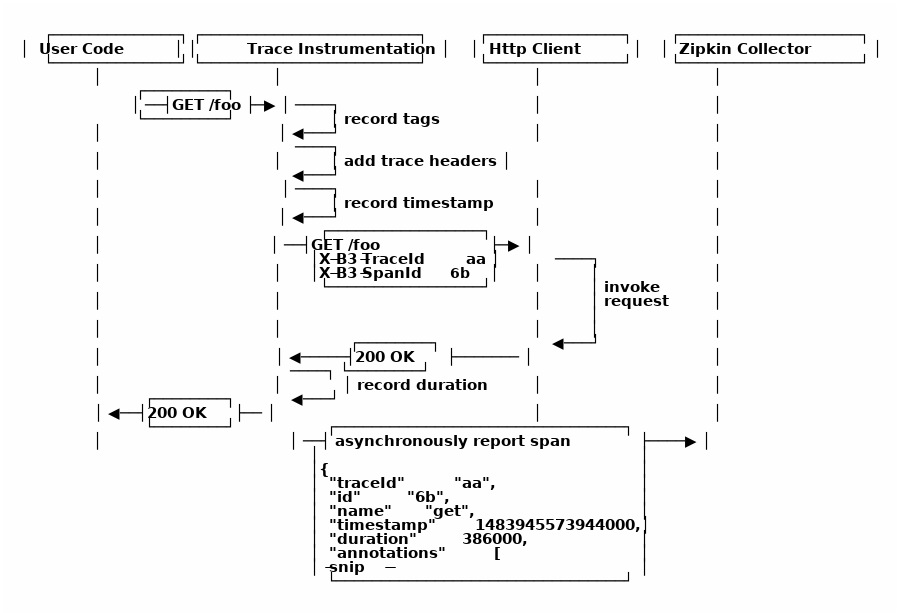 User Code Trace Instrumentation Http Client Zipkin Collector
GET /foo
record tags
add trace headers
record timestamp
GET /foo
X-B3-TraceId aa
X-B3-SpanId 6b
invoke
request
200 OK
record duration
200 OK
asynchronously report span
{
"traceId" "aa",
"id" "6b",
"name" "get",
"timestamp" 1483945573944000,
"duration" 386000,
"annotations" [
snip